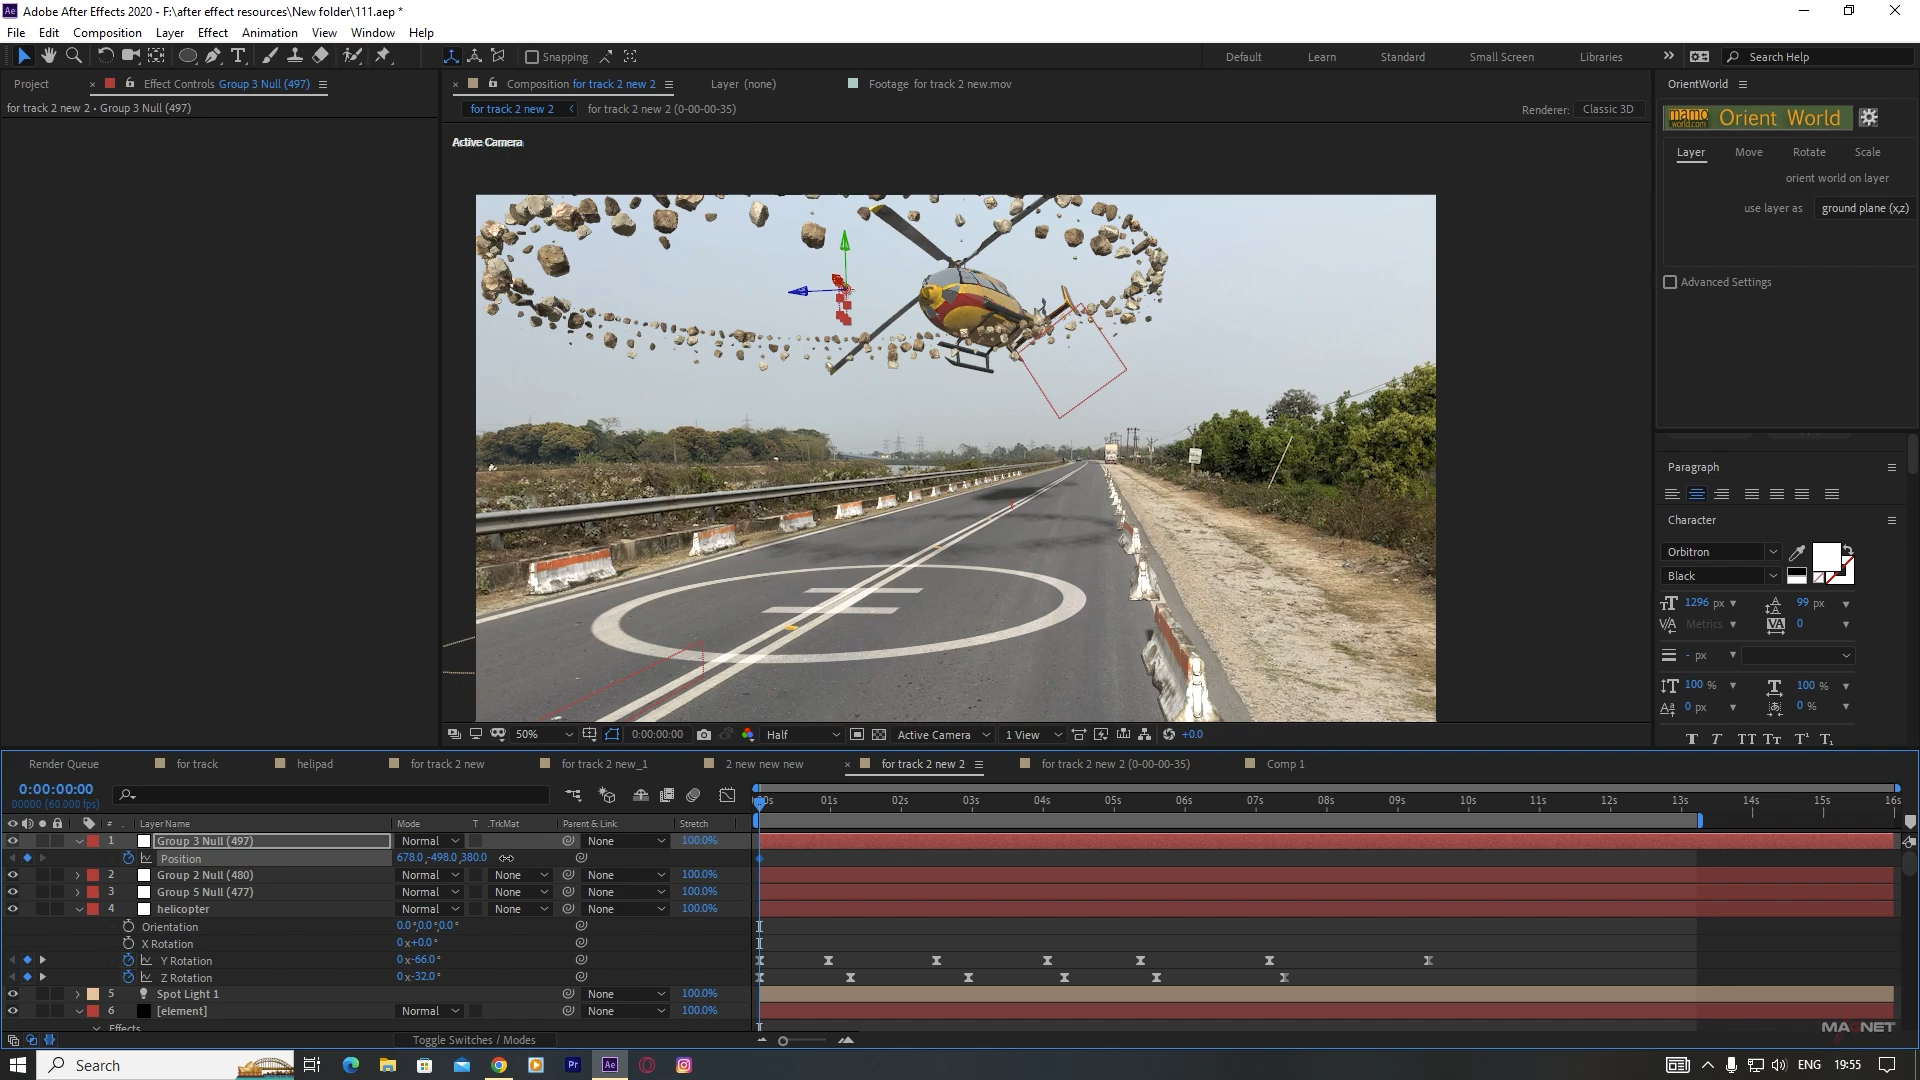 Adobe After Effects 2020 - F:\after effect resources\New folder\111.aep *
File Edit Composition Layer Effect Animation View Window Help
Snapping Default Learn Standard Small Screen Libraries Search Help
Project Effect Controls Group 3 Null (497) Composition for track 2 new 2 Layer (none) Footage for track 2 new.mov OrientWorld
for track 2 new 2 • Group 3 Null (497) for track 2 new 2 for track 2 new 2 (0-00-00-35) Renderer: Classic 3D
mamoworld.com Orient World
Active Camera
Layer Move Rotate Scale
orient world on layer
use layer as ground plane (x,z)
Advanced Settings
Paragraph
Character
Orbitron
Black
1296 px 99 px
Metrics 0
- px
100 % 100 %
0 px 0 %
T T TT Tт T¹ T₁
50% 0:00:00:00 Half Active Camera 1 View +0.0
Render Queue for track helipad for track 2 new for track 2 new_1 2 new new new for track 2 new 2 for track 2 new 2 (0-00-00-35) Comp 1
0:00:00:00
00000 (60.000 fps)
00s 01s 02s 03s 04s 05s 06s 07s 08s 09s 10s 11s 12s 13s 14s 15s 16s
# Layer Name Mode T .TrkMat Parent & Link Stretch
1 Group 3 Null (497) Normal None 100.0%
Position 678.0,-498.0,380.0
2 Group 2 Null (480) Normal None None 100.0%
3 Group 5 Null (477) Normal None None 100.0%
4 helicopter Normal None None 100.0%
Orientation 0.0°,0.0°,0.0°
X Rotation 0x+0.0°
Y Rotation 0x-66.0°
Z Rotation 0x-32.0°
5 Spot Light 1 None 100.0%
6 [element] Normal None None 100.0%
Effects
Toggle Switches / Modes
MAGNET
Search ENG 19:55